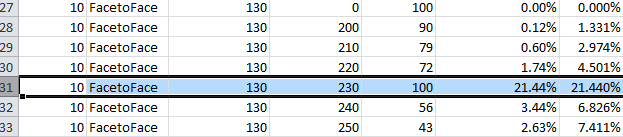 27 10 FacetoFace 130 0 100 0.00% 0.000%
28 10 FacetoFace 130 200 90 0.12% 1.331%
29 10 FacetoFace 130 210 79 0.60% 2.974%
30 10 FacetoFace 130 220 72 1.74% 4.501%
31 10 FacetoFace 130 230 100 21.44% 21.440%
32 10 FacetoFace 130 240 56 3.44% 6.826%
33 10 FacetoFace 130 250 43 2.63% 7.411%